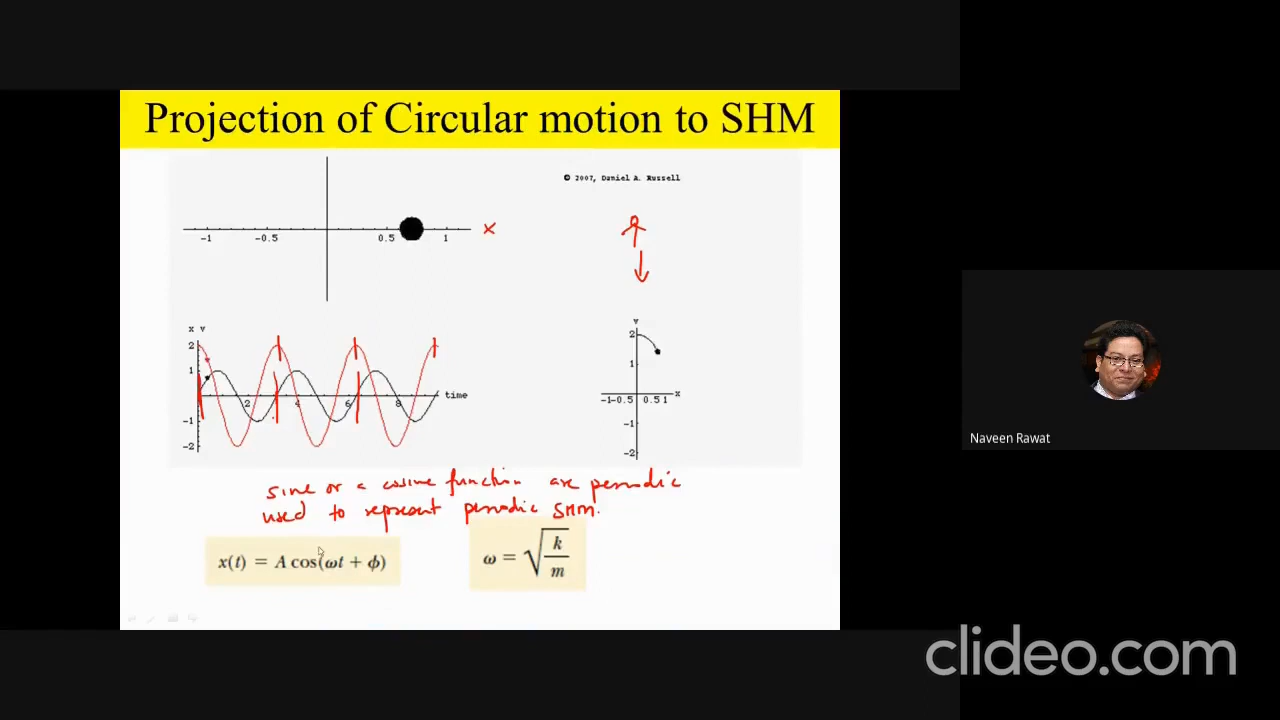 Projection of Circular motion to SHM
© 2007, Daniel A. Russell
-1 -0.5 0.5 1 x
x v
2
1
-1
-2
2 4 6 8 time
v
2
1
-1 -0.5 0.5 1 x
-1
-2
sine or a cosine function are periodic
used to represent periodic SHM.
x(t) = A cos(ωt + ϕ)
ω = √k/m
Naveen Rawat
clideo.com